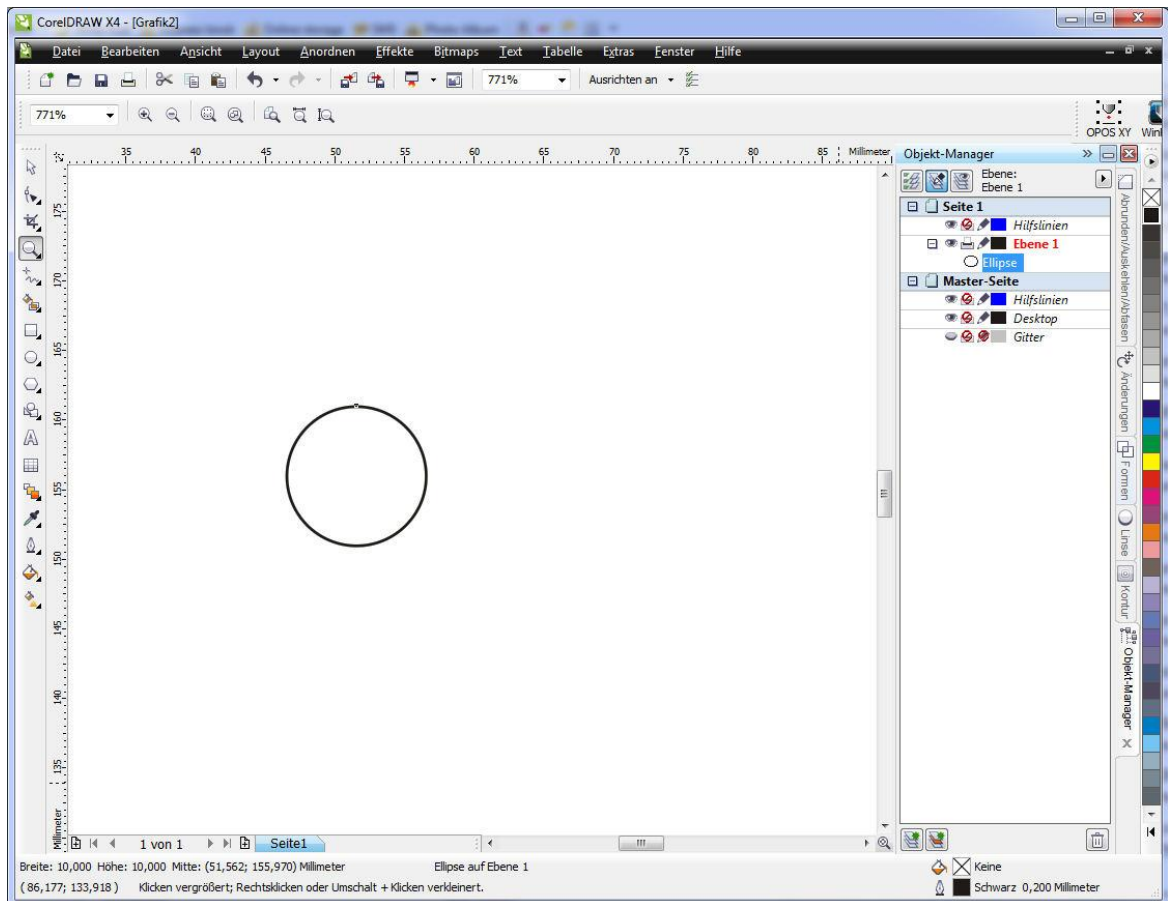 CorelDRAW X4 - [Grafik2]
Datei Bearbeiten Ansicht Layout Anordnen Effekte Bitmaps Text Tabelle Extras Fenster Hilfe
771% Ausrichten an
771%
OPOS XY Winl
35 40 45 50 55 60 65 70 75 80 85 Millimeter
175
170
165
160
155
150
145
140
135
Millimeter
Objekt-Manager
Ebene:
Ebene 1
Seite 1
Hilfslinien
Ebene 1
Ellipse
Master-Seite
Hilfslinien
Desktop
Gitter
Abrunden/Auskehlen/Abfasen
Änderungen
Formen
Linse
Kontur
Objekt-Manager
1 von 1 Seite1
Breite: 10,000 Höhe: 10,000 Mitte: (51,562; 155,970) Millimeter Ellipse auf Ebene 1 Keine
( 86,177; 133,918 ) Klicken vergrößert; Rechtsklicken oder Umschalt + Klicken verkleinert. Schwarz 0,200 Millimeter